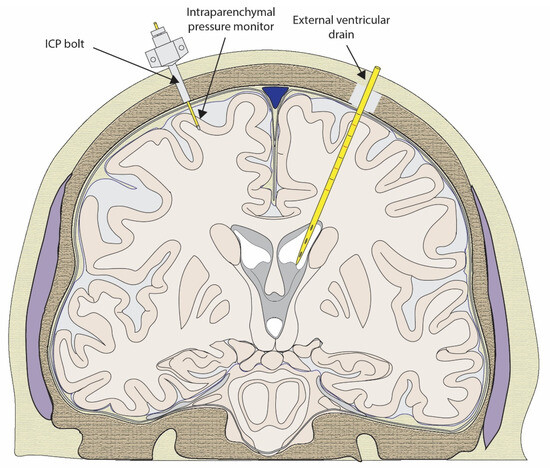 Intraparenchymal
pressure monitor
External ventricular
drain
ICP bolt